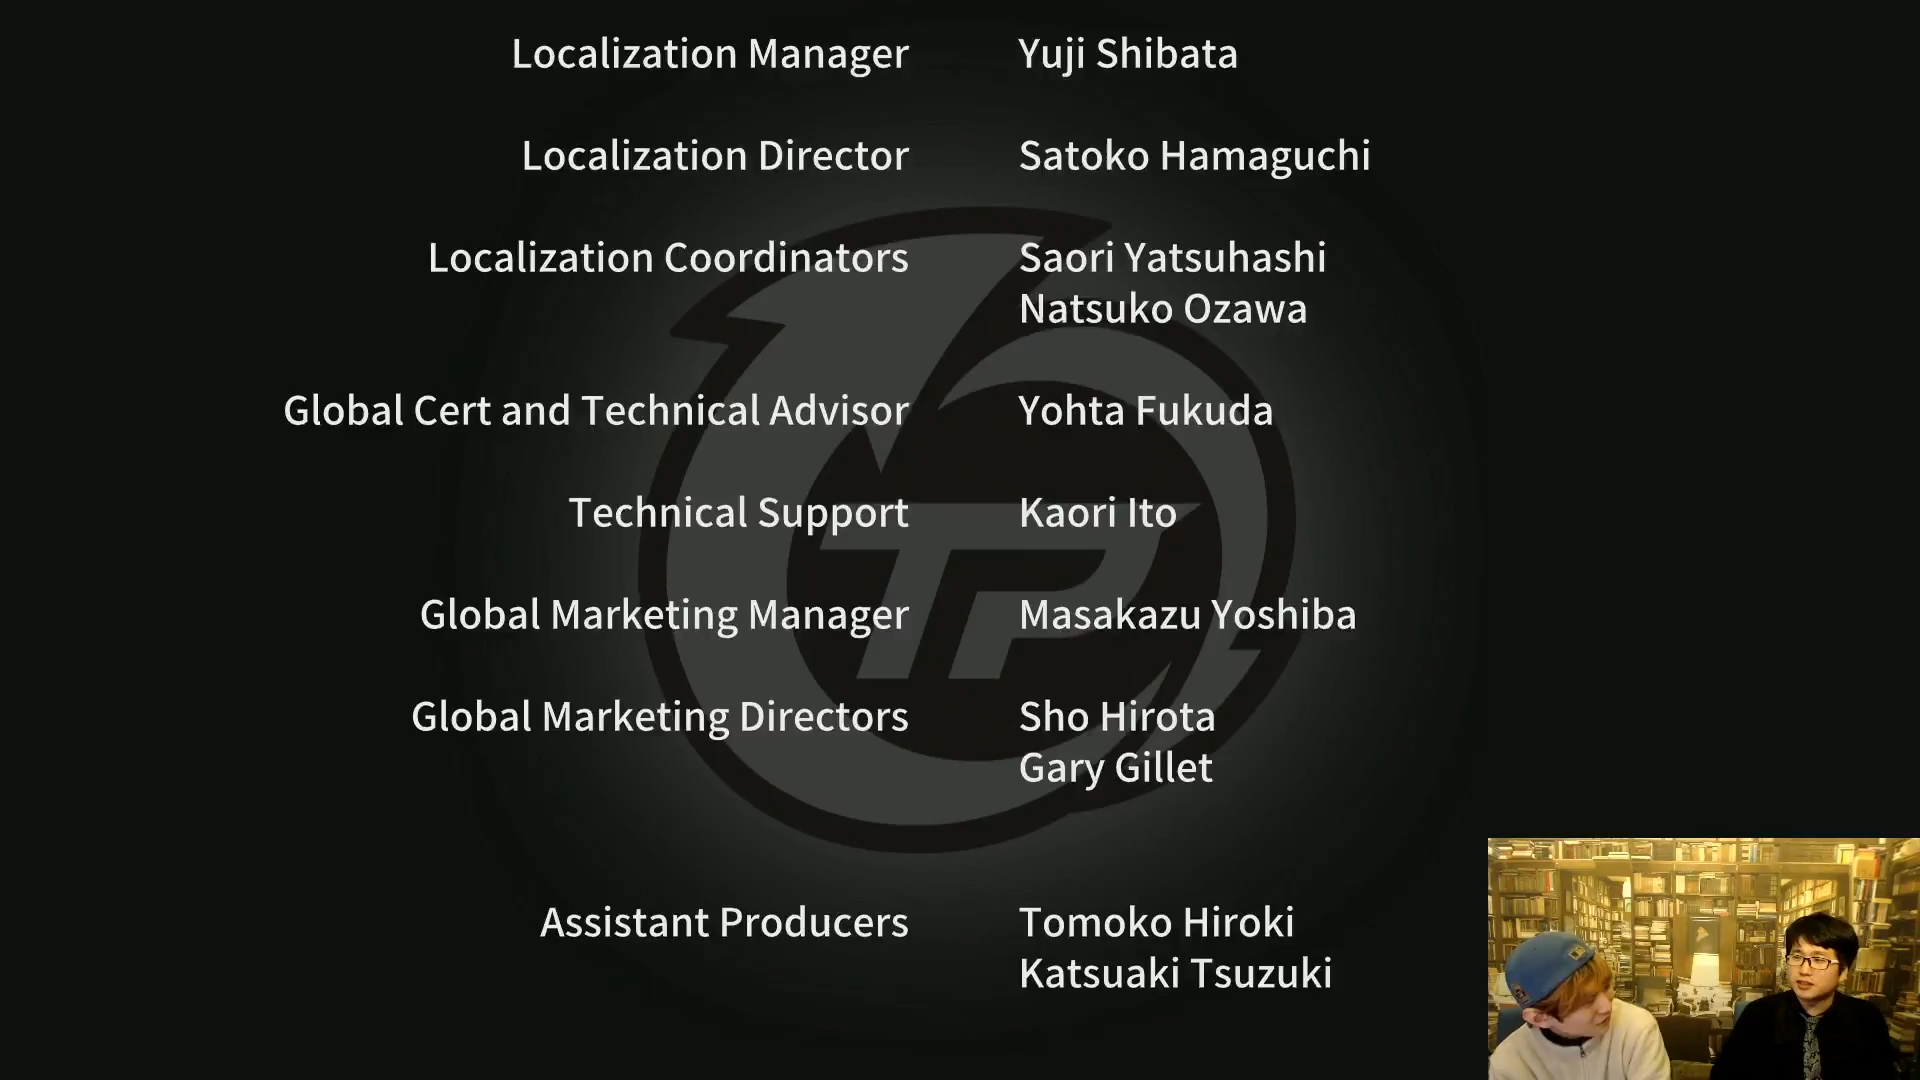 Localization Manager Yuji Shibata
Localization Director Satoko Hamaguchi
Localization Coordinators Saori Yatsuhashi
Natsuko Ozawa
Global Cert and Technical Advisor Yohta Fukuda
Technical Support Kaori Ito
Global Marketing Manager Masakazu Yoshiba
Global Marketing Directors Sho Hirota
Gary Gillet
Assistant Producers Tomoko Hiroki
Katsuaki Tsuzuki
TP